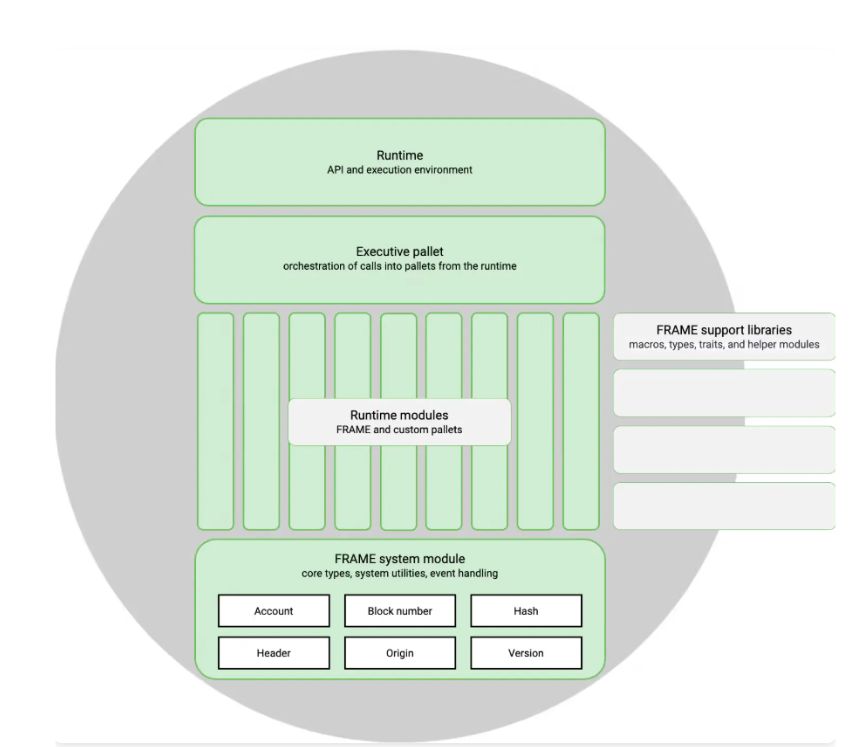 Runtime
API and execution environment
Executive pallet
orchestration of calls into pallets from the runtime
FRAME support libraries
macros, types, traits, and helper modules
Runtime modules
FRAME and custom pallets
FRAME system module
core types, system utilities, event handling
Account
Block number
Hash
Header
Origin
Version